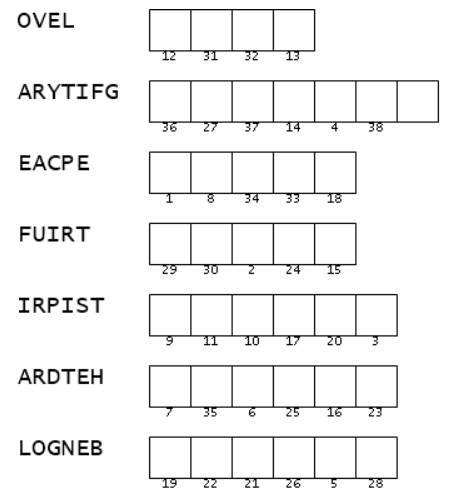 OVEL
12 31 32 13
ARYTIFG
36 27 37 14 4 38
EACPE
1 8 34 33 18
FUIRT
29 30 2 24 15
IRPIST
9 11 10 17 20 3
ARDTEH
7 35 6 25 16 23
LOGNEB
19 22 21 26 5 28